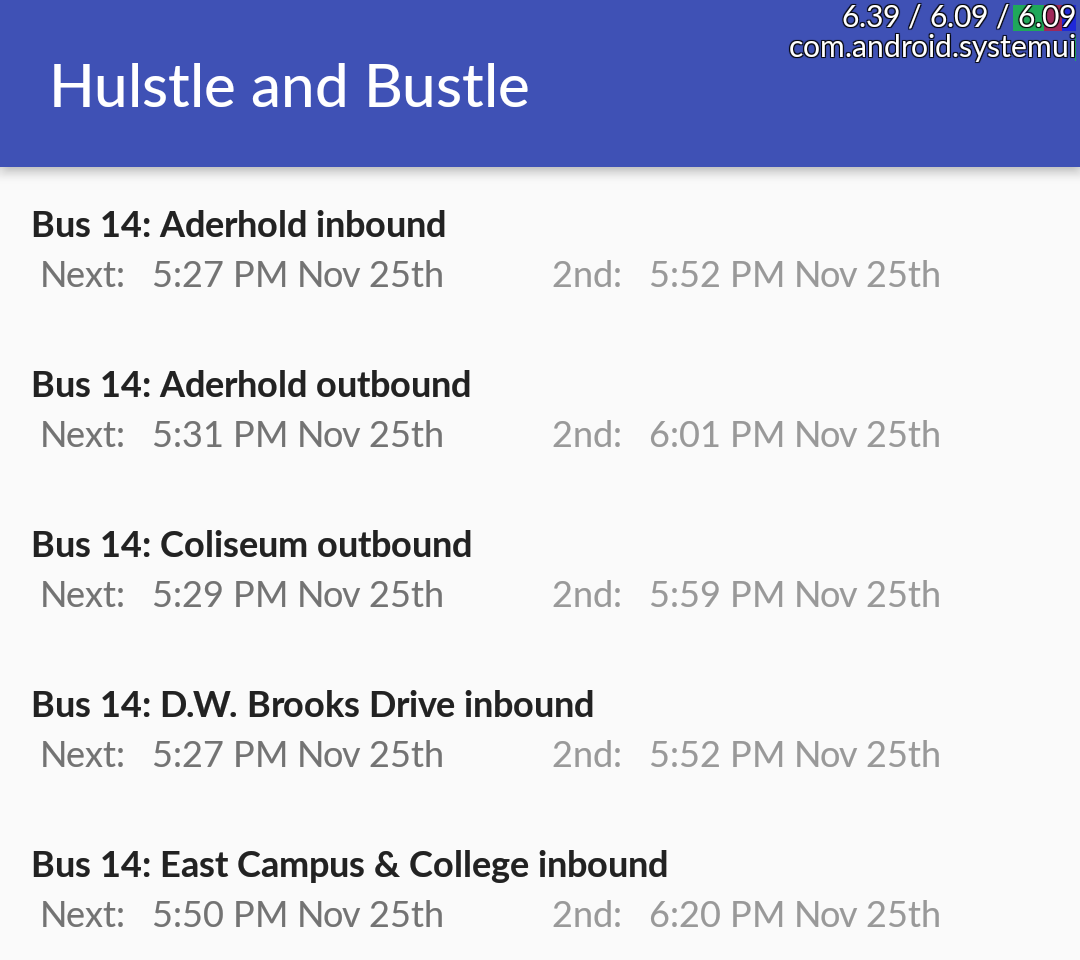 6.39 / 6.09 / 6.09
com.android.systemui
Hulstle and Bustle
Bus 14: Aderhold inbound
Next: 5:27 PM Nov 25th 2nd: 5:52 PM Nov 25th
Bus 14: Aderhold outbound
Next: 5:31 PM Nov 25th 2nd: 6:01 PM Nov 25th
Bus 14: Coliseum outbound
Next: 5:29 PM Nov 25th 2nd: 5:59 PM Nov 25th
Bus 14: D.W. Brooks Drive inbound
Next: 5:27 PM Nov 25th 2nd: 5:52 PM Nov 25th
Bus 14: East Campus & College inbound
Next: 5:50 PM Nov 25th 2nd: 6:20 PM Nov 25th